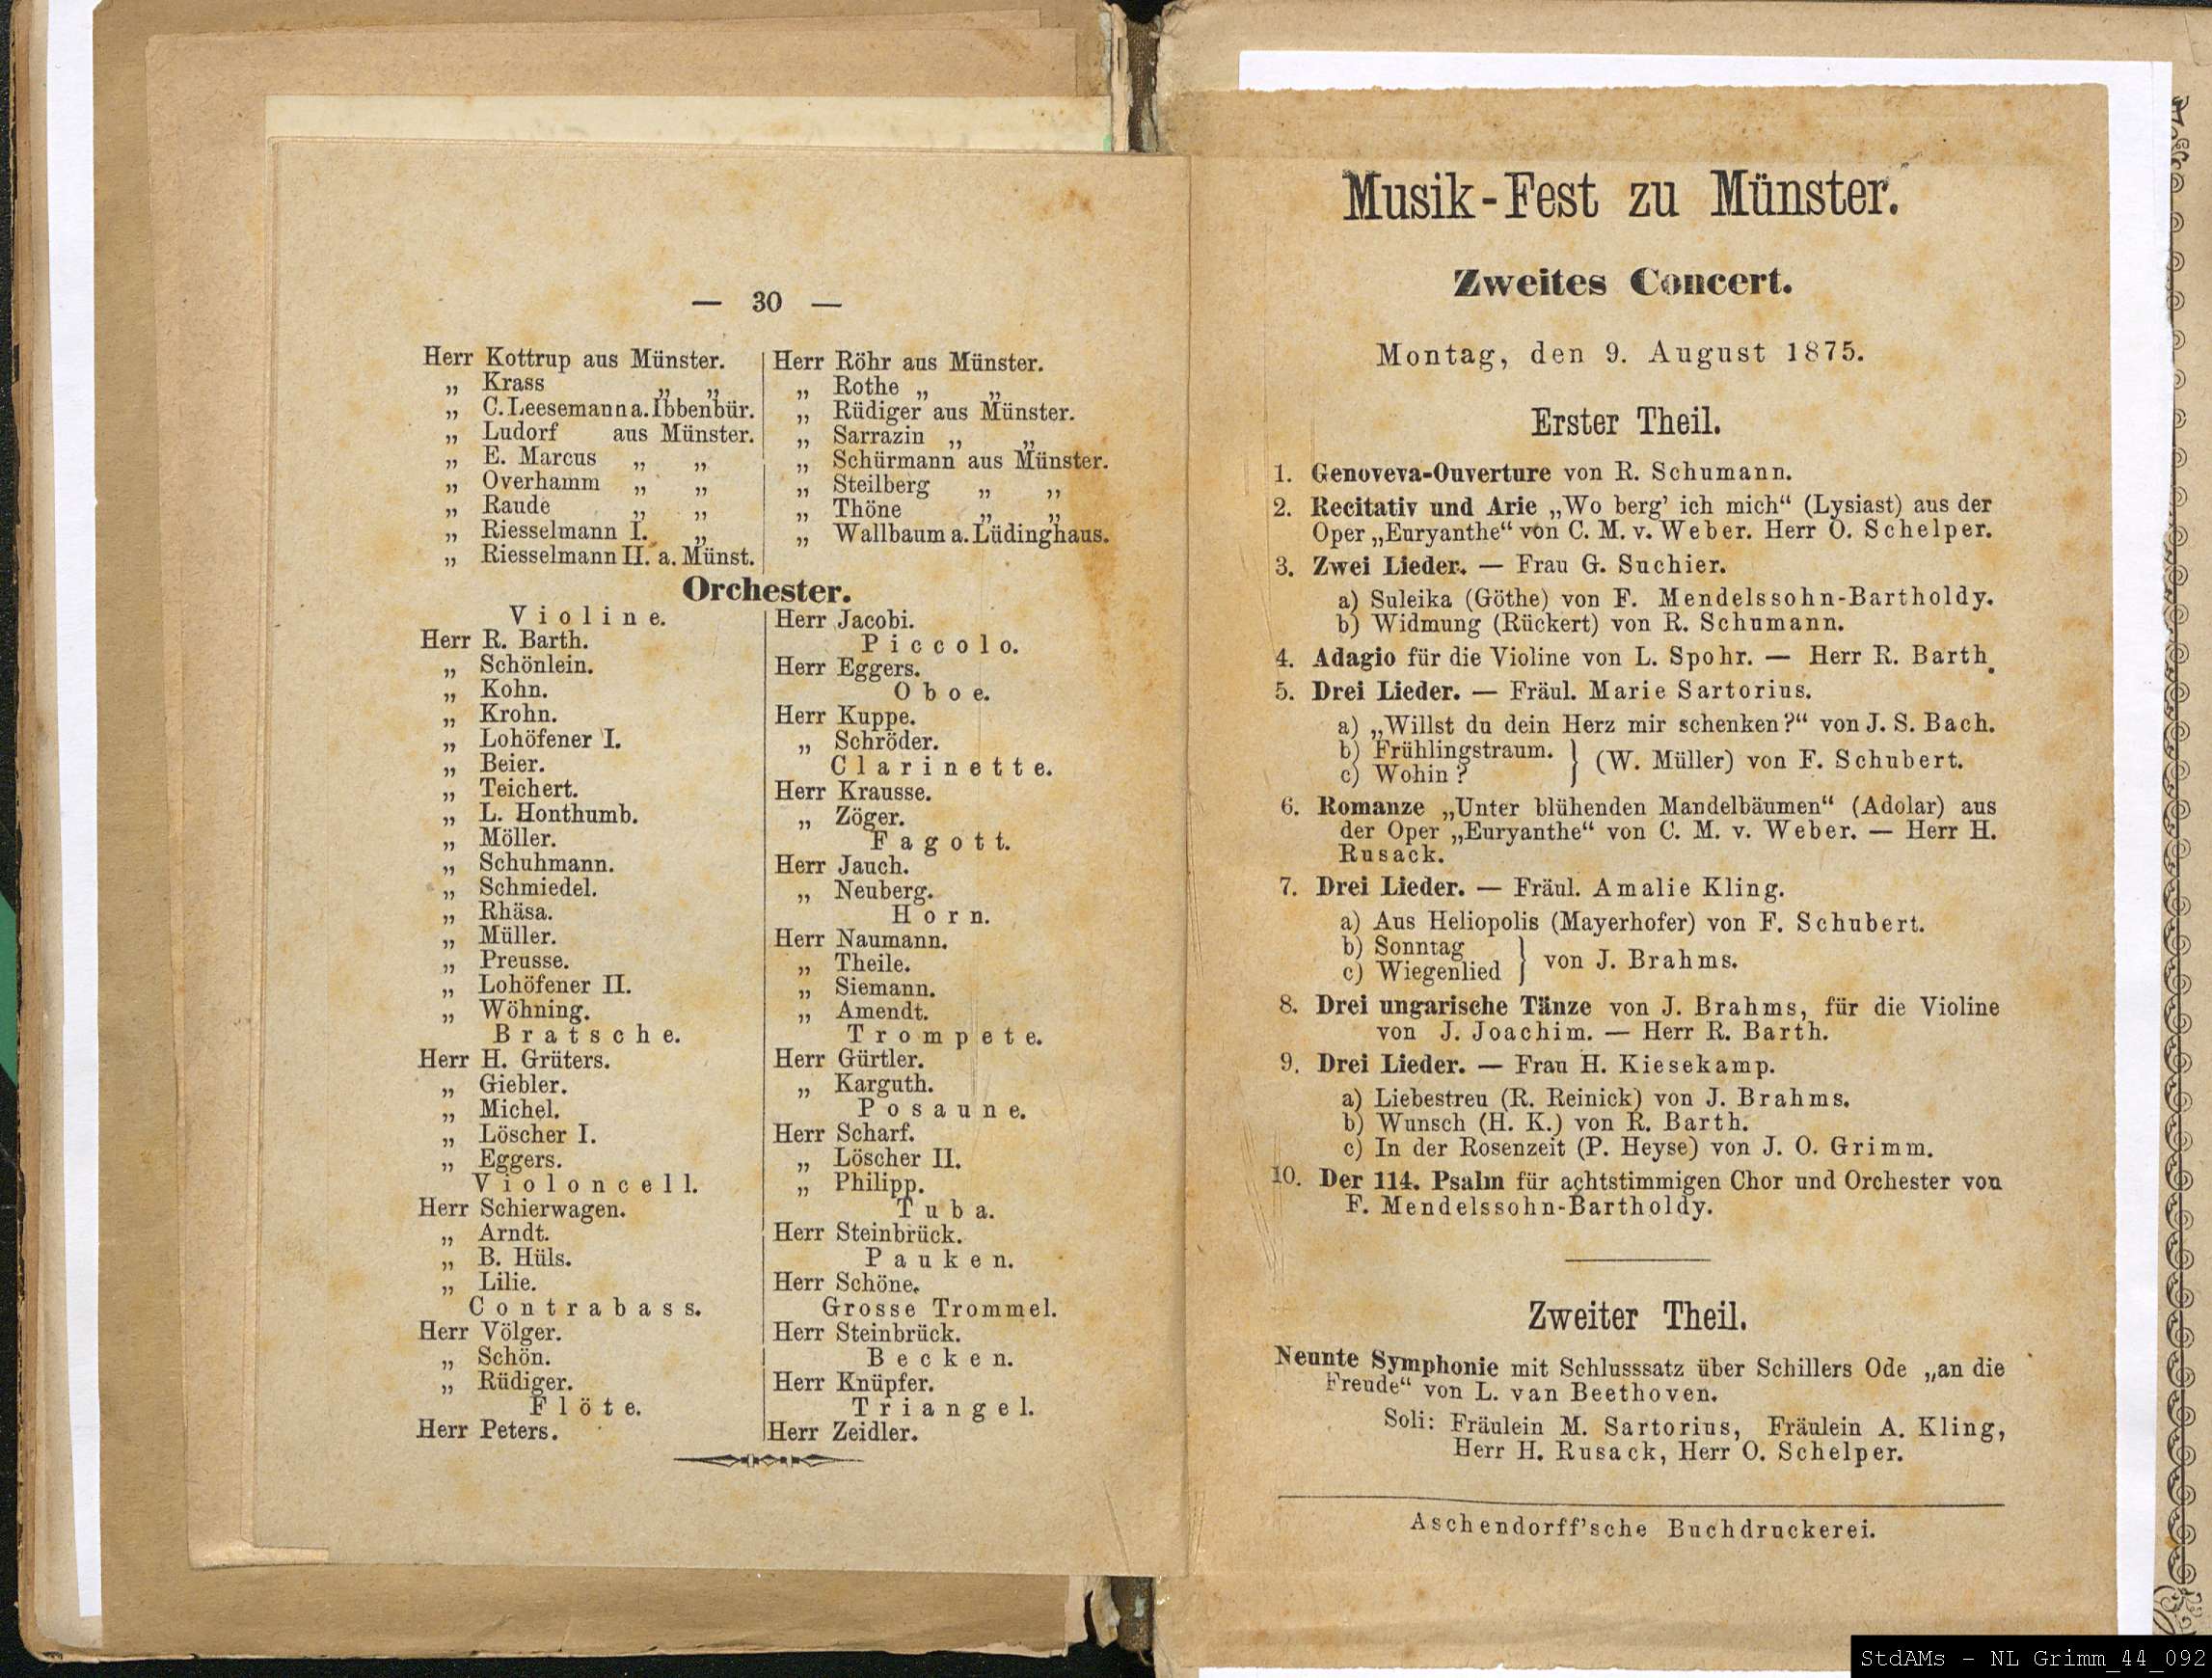 — 30 —
Herr Kottrup aus Münster.
„ Krass „ „
„ C. Leesemann a. Ibbenbür.
„ Ludorf aus Münster.
„ E. Marcus „ „
„ Overhamm „ „
„ Raude „ „
„ Riesselmann I. „
„ Riesselmann II. a. Münst.
Herr Röhr aus Münster.
„ Rothe „ „
„ Rüdiger aus Münster.
„ Sarrazin „ „
„ Schürmann aus Münster.
„ Steilberg „ „
„ Thöne „ „
„ Wallbaum a. Lüdinghaus.
Orchester.
Violine.
Herr R. Barth.
„ Schönlein.
„ Kohn.
„ Krohn.
„ Lohöfener I.
„ Beier.
„ Teichert.
„ L. Honthumb.
„ Möller.
„ Schuhmann.
„ Schmiedel.
„ Rhäsa.
„ Müller.
„ Preusse.
„ Lohöfener II.
„ Wöhning.
Bratsche.
Herr H. Grüters.
„ Giebler.
„ Michel.
„ Löscher I.
„ Eggers.
Violoncell.
Herr Schierwagen.
„ Arndt.
„ B. Hüls.
„ Lilie.
Contrabass.
Herr Völger.
„ Schön.
„ Rüdiger.
Flöte.
Herr Peters.
Herr Jacobi.
Piccolo.
Herr Eggers.
Oboe.
Herr Kuppe.
„ Schröder.
Clarinette.
Herr Krausse.
„ Zöger.
Fagott.
Herr Jauch.
„ Neuberg.
Horn.
Herr Naumann.
„ Theile.
„ Siemann.
„ Amendt.
Trompete.
Herr Gürtler.
„ Karguth.
Posaune.
Herr Scharf.
„ Löscher II.
„ Philipp.
Tuba.
Herr Steinbrück.
Pauken.
Herr Schöne.
Grosse Trommel.
Herr Steinbrück.
Becken.
Herr Knüpfer.
Triangel.
Herr Zeidler.
Musik-Fest zu Münster.
Zweites Concert.
Montag, den 9. August 1875.
Erster Theil.
1. Genoveva-Ouverture von R. Schumann.
2. Recitativ und Arie „Wo berg' ich mich“ (Lysiast) aus der
Oper „Euryanthe“ von C. M. v. Weber. Herr O. Schelper.
3. Zwei Lieder. — Frau G. Suchier.
a) Suleika (Göthe) von F. Mendelssohn-Bartholdy.
b) Widmung (Rückert) von R. Schumann.
4. Adagio für die Violine von L. Spohr. — Herr R. Barth.
5. Drei Lieder. — Fräul. Marie Sartorius.
a) „Willst du dein Herz mir schenken?“ von J. S. Bach.
b) Frühlingstraum.
c) Wohin?
} (W. Müller) von F. Schubert.
6. Romanze „Unter blühenden Mandelbäumen“ (Adolar) aus
der Oper „Euryanthe“ von C. M. v. Weber. — Herr H.
Rusack.
7. Drei Lieder. — Fräul. Amalie Kling.
a) Aus Heliopolis (Mayerhofer) von F. Schubert.
b) Sonntag
c) Wiegenlied
} von J. Brahms.
8. Drei ungarische Tänze von J. Brahms, für die Violine
von J. Joachim. — Herr R. Barth.
9. Drei Lieder. — Frau H. Kiesekamp.
a) Liebestreu (R. Reinick) von J. Brahms.
b) Wunsch (H. K.) von R. Barth.
c) In der Rosenzeit (P. Heyse) von J. O. Grimm.
10. Der 114. Psalm für achtstimmigen Chor und Orchester von
F. Mendelssohn-Bartholdy.
Zweiter Theil.
Neunte Symphonie mit Schlusssatz über Schillers Ode „an die
Freude“ von L. van Beethoven.
Soli: Fräulein M. Sartorius, Fräulein A. Kling,
Herr H. Rusack, Herr O. Schelper.
Aschendorff'sche Buchdruckerei.
StdAMs – NL Grimm 44 092